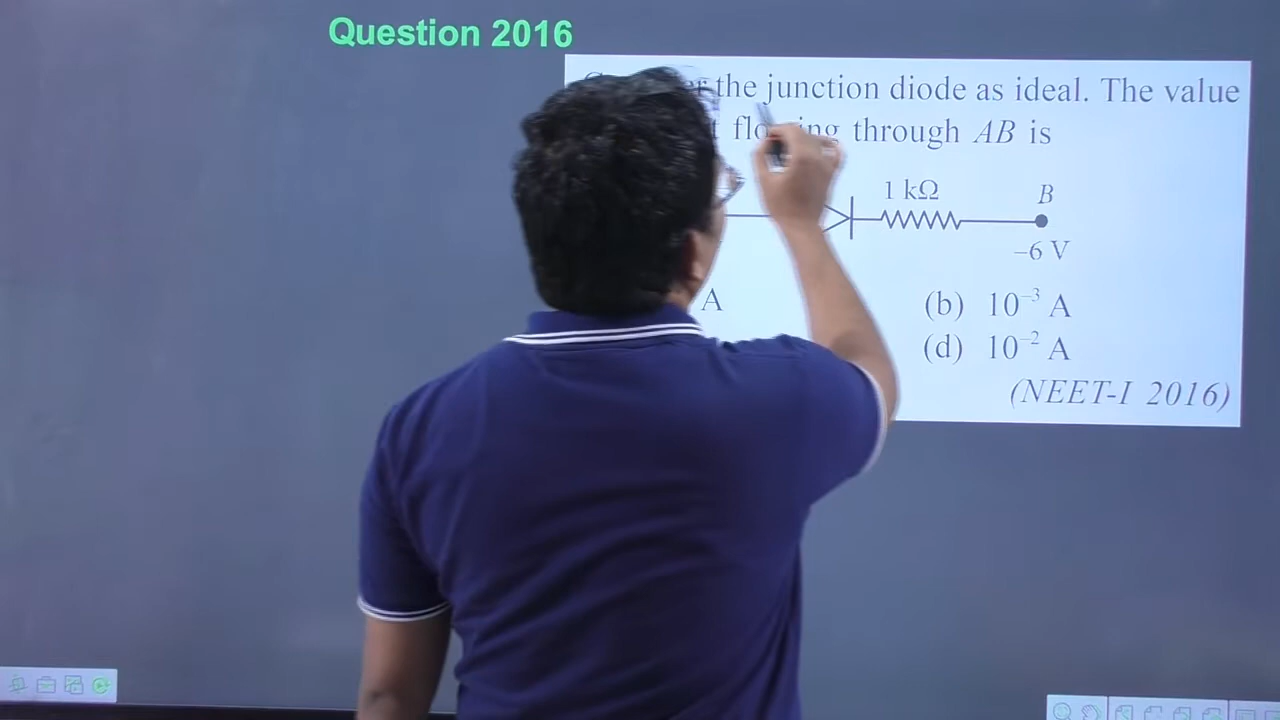 Question 2016
the junction diode as ideal. The value
through AB is
1 kΩ
B
–6 V
A
(b) 10⁻³ A
(d) 10⁻² A
(NEET-I 2016)